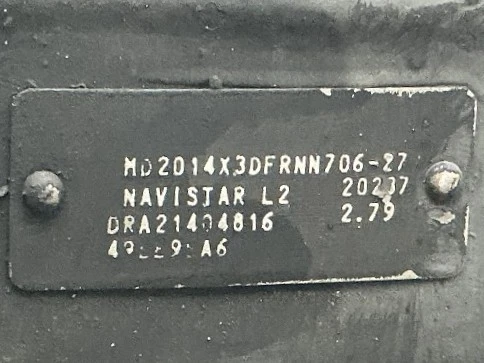 MD2014X3DFRNN706-27
NAVISTAR L2 20237
DRA21404816 2.79